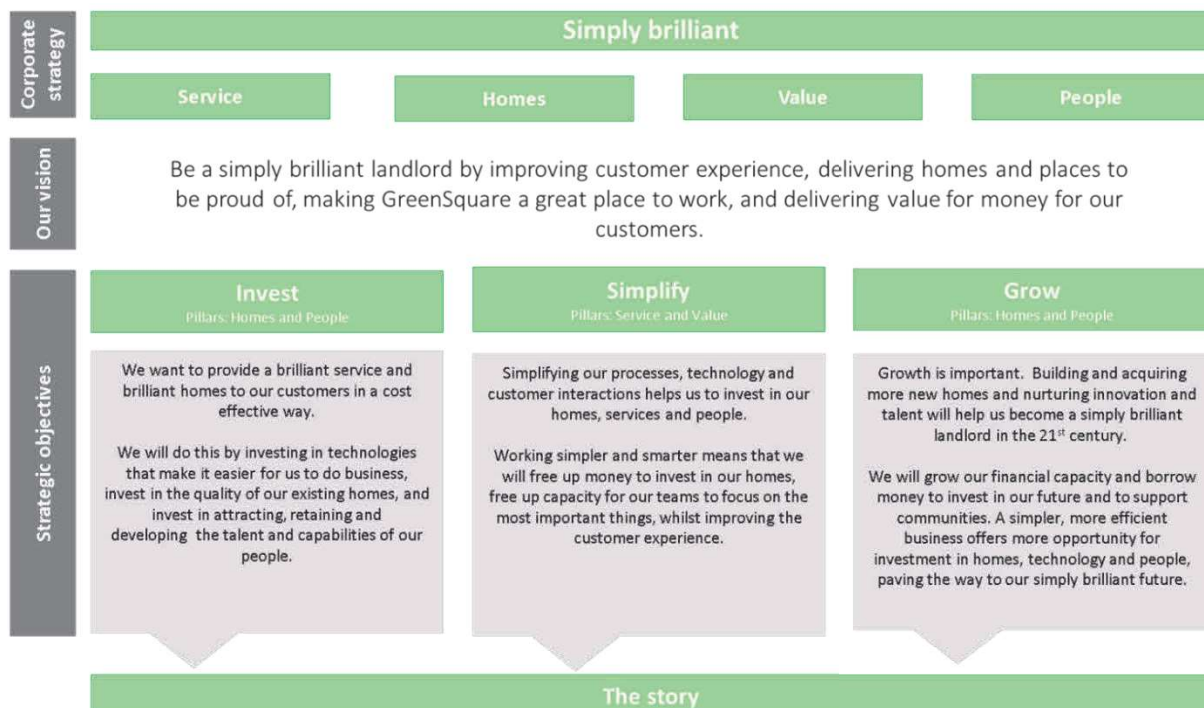 Corporate
strategy
Simply brilliant
Service
Homes
Value
People
Our vision
Be a simply brilliant landlord by improving customer experience, delivering homes and places to
be proud of, making GreenSquare a great place to work, and delivering value for money for our
customers.
Strategic objectives
Invest
Pillars: Homes and People
We want to provide a brilliant service and
brilliant homes to our customers in a cost
effective way.
We will do this by investing in technologies
that make it easier for us to do business,
invest in the quality of our existing homes, and
invest in attracting, retaining and
developing the talent and capabilities of our
people.
Simplify
Pillars: Service and Value
Simplifying our processes, technology and
customer interactions helps us to invest in our
homes, services and people.
Working simpler and smarter means that we
will free up money to invest in our homes,
free up capacity for our teams to focus on the
most important things, whilst improving the
customer experience.
Grow
Pillars: Homes and People
Growth is important. Building and acquiring
more new homes and nurturing innovation and
talent will help us become a simply brilliant
landlord in the 21st century.
We will grow our financial capacity and borrow
money to invest in our future and to support
communities. A simpler, more efficient
business offers more opportunity for
investment in homes, technology and people,
paving the way to our simply brilliant future.
The story